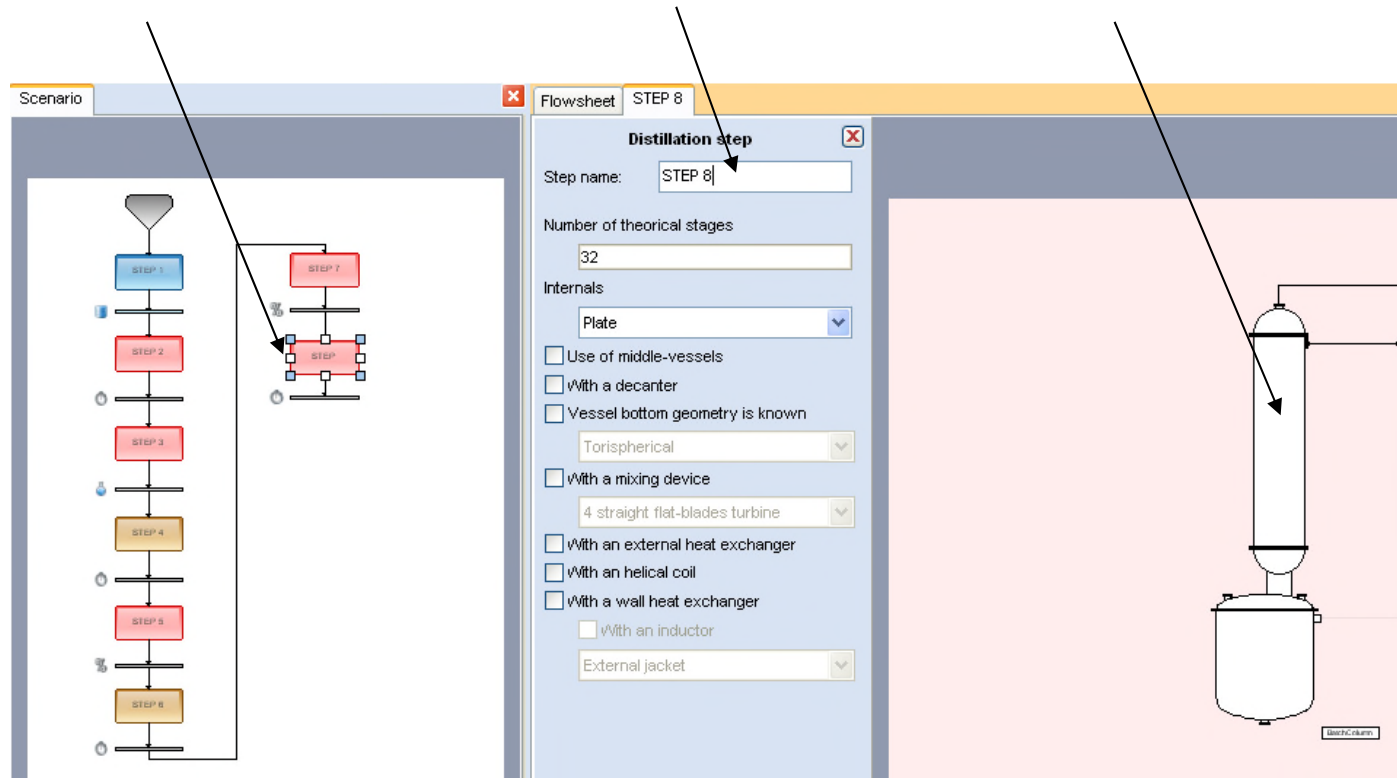 Scenario
STEP 1
STEP 2
STEP 3
STEP 4
STEP 5
STEP 6
STEP 7
%
STEP
%
Flowsheet
STEP 8
Distillation step
Step name:
STEP 8
Number of theorical stages
32
Internals
Plate
Use of middle-vessels
With a decanter
Vessel bottom geometry is known
Torispherical
With a mixing device
4 straight flat-blades turbine
With an external heat exchanger
With an helical coil
With a wall heat exchanger
With an inductor
External jacket
BatchColumn